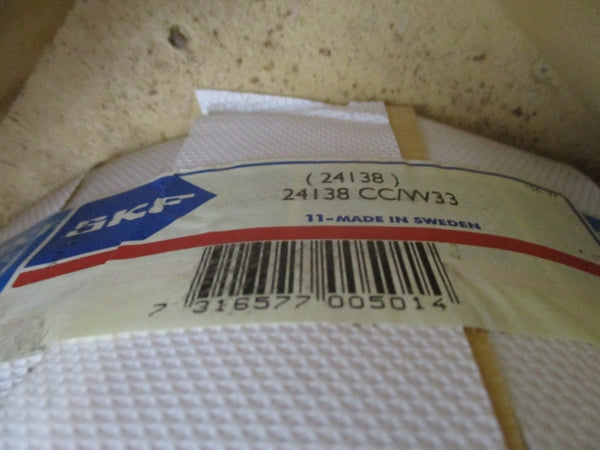 SKF
( 24138 )
24138 CC/W33
11-MADE IN SWEDEN
7 316577 005014